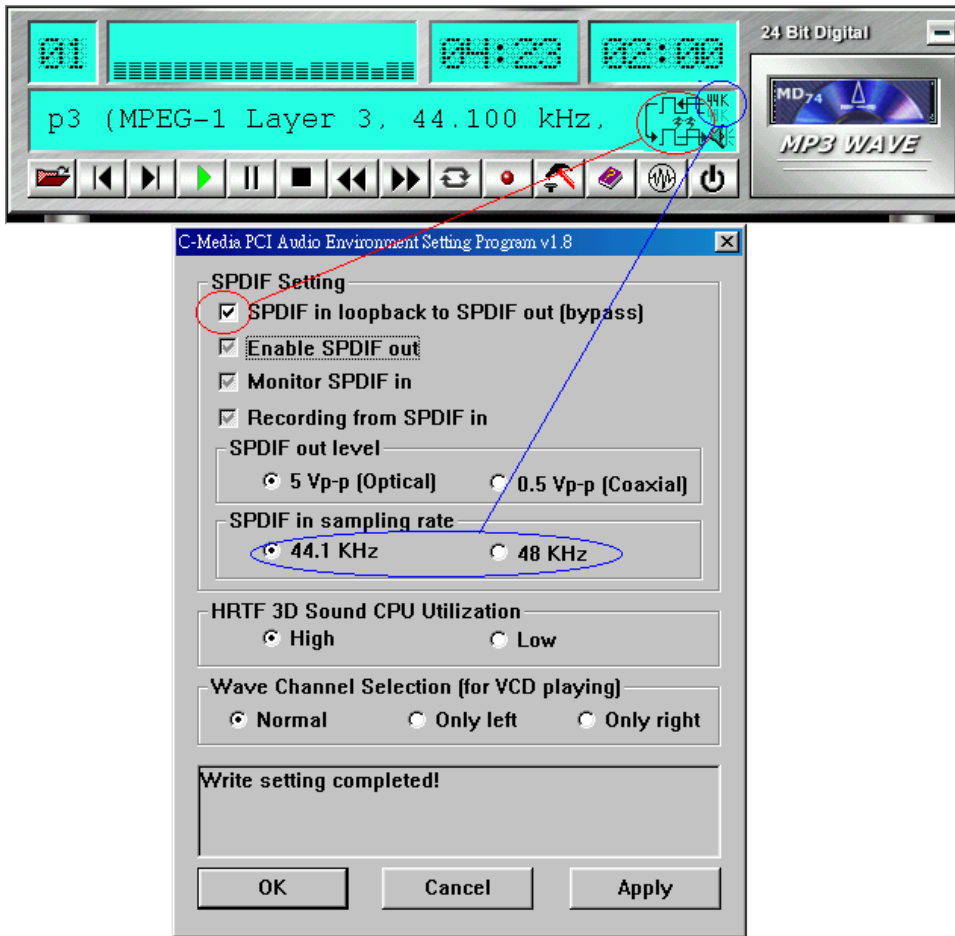 24 Bit Digital
01
04:23
02:00
p3 (MPEG-1 Layer 3, 44.100 kHz,
44K
44K
MD74
MP3 WAVE
C-Media PCI Audio Environment Setting Program v1.8
SPDIF Setting
SPDIF in loopback to SPDIF out (bypass)
Enable SPDIF out
Monitor SPDIF in
Recording from SPDIF in
SPDIF out level
5 Vp-p (Optical) 0.5 Vp-p (Coaxial)
SPDIF in sampling rate
44.1 KHz 48 KHz
HRTF 3D Sound CPU Utilization
High Low
Wave Channel Selection (for VCD playing)
Normal Only left Only right
Write setting completed!
OK Cancel Apply